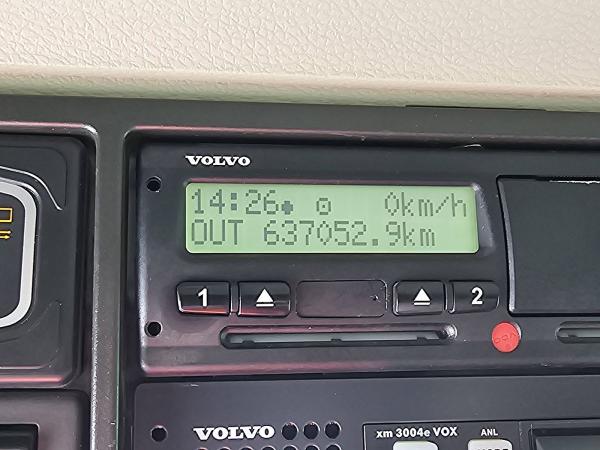 VOLVO
14:26 0km/h
OUT 637052.9km
1 2
VOLVO
xm 3004e VOX ANL